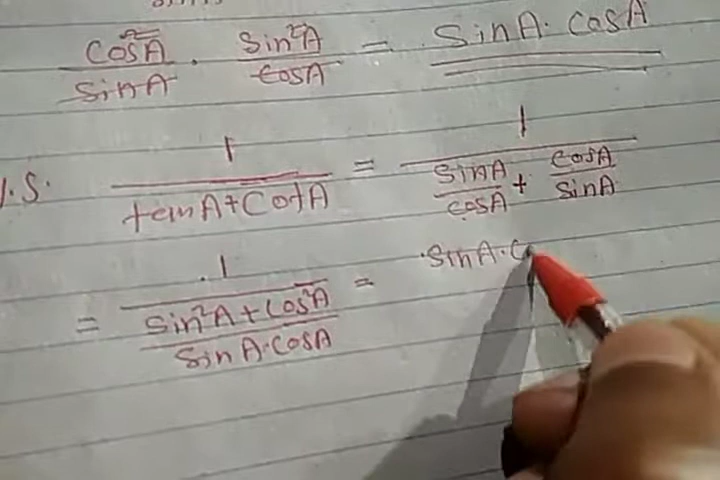 cos²A/sinA · sin²A/cosA = sinA·cosA
.S. 1/(tanA+cotA) = 1/(sinA/cosA + cosA/sinA)
= 1/((sin²A+cos²A)/(sinA·cosA)) = sinA·c